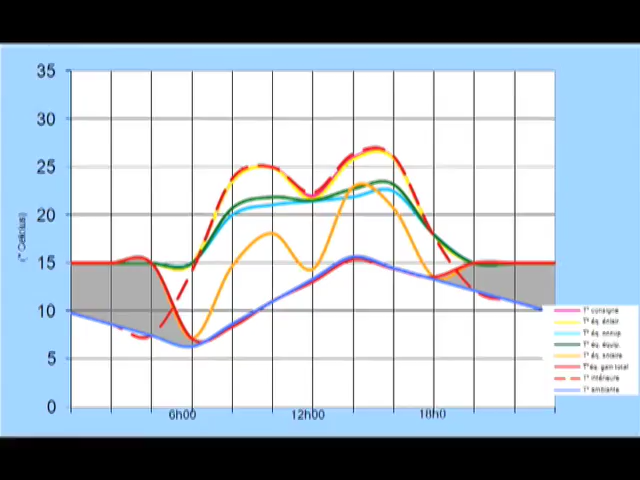 35
30
25
20
15
10
5
0
(° Celcius)
6h00
12h00
18h0
T° consigne
T° éq. éclair
T° éq. occup.
T° éq. équip.
T° éq. solaire
T° éq. gain total
T° intérieure
T° ambiante